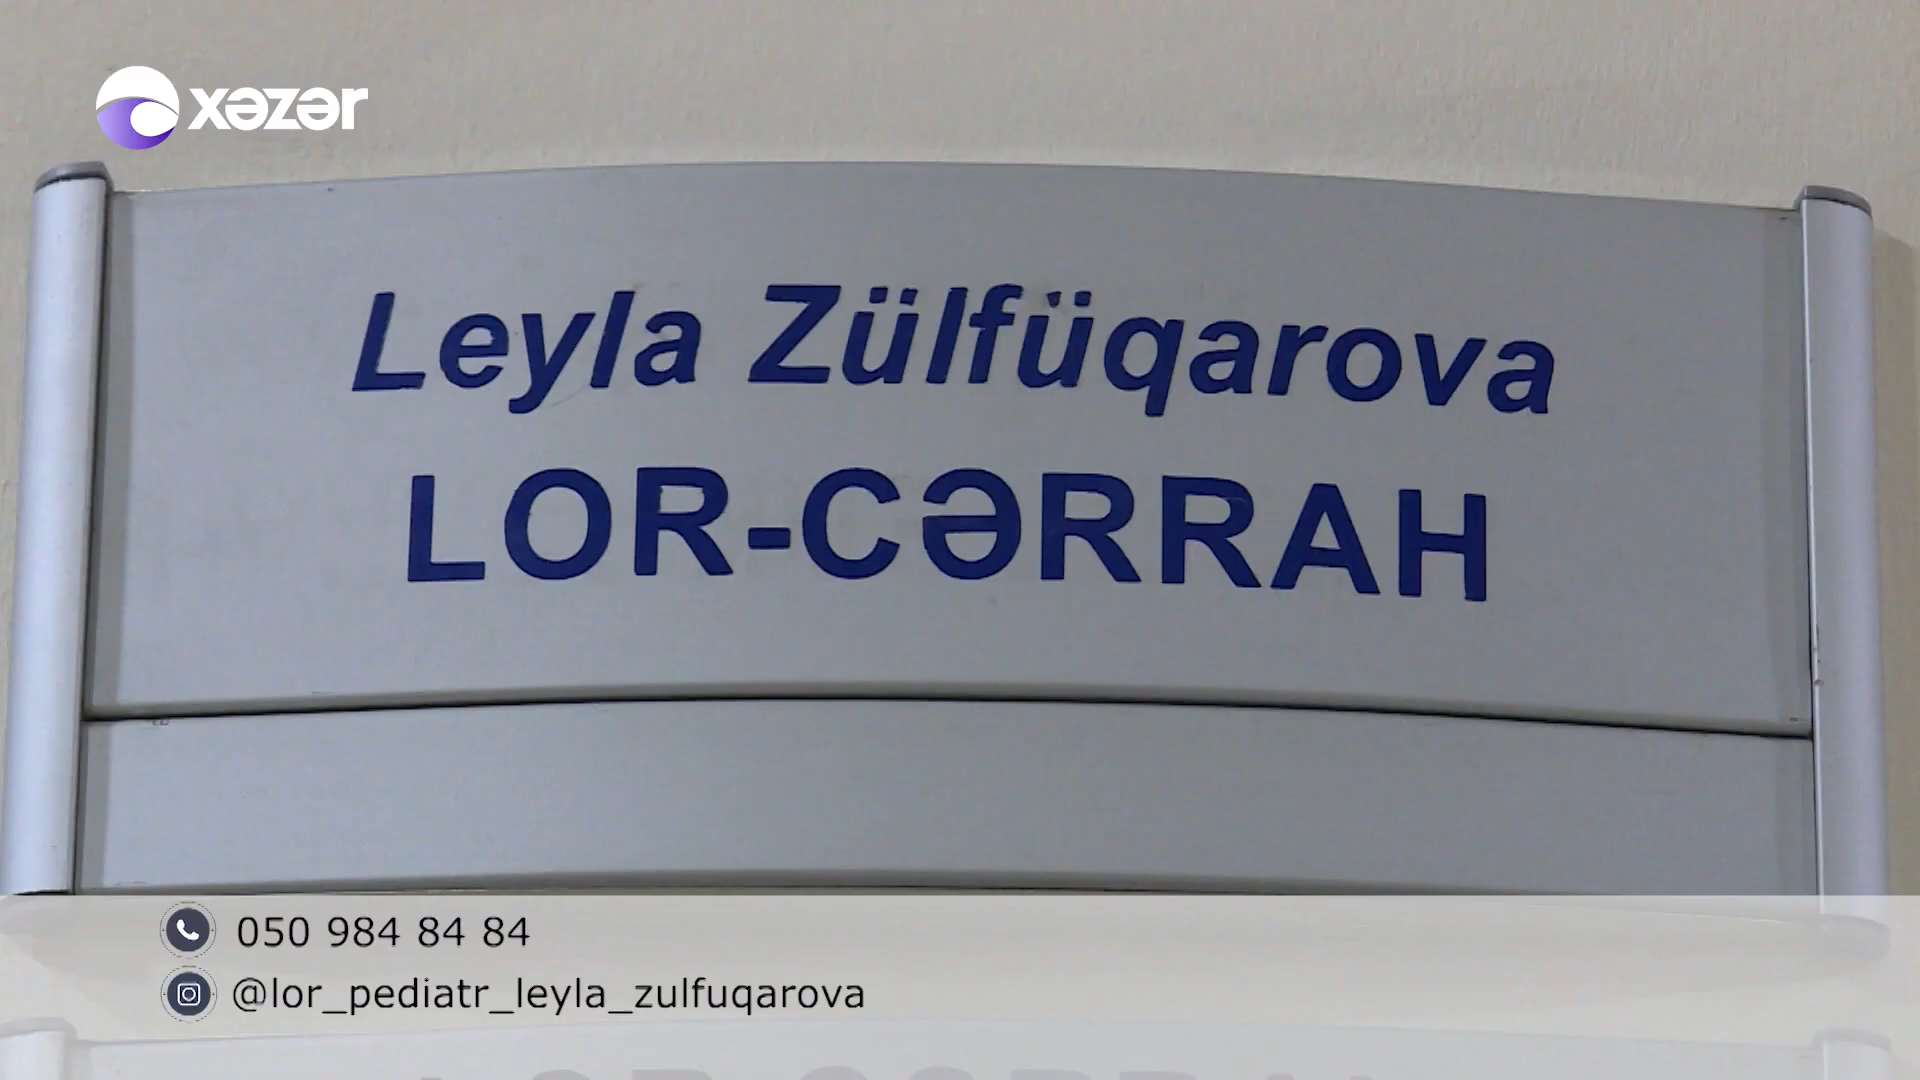 xəzər
Leyla Zülfüqarova
LOR-CƏRRAH
050 984 84 84
@lor_pediatr_leyla_zulfuqarova